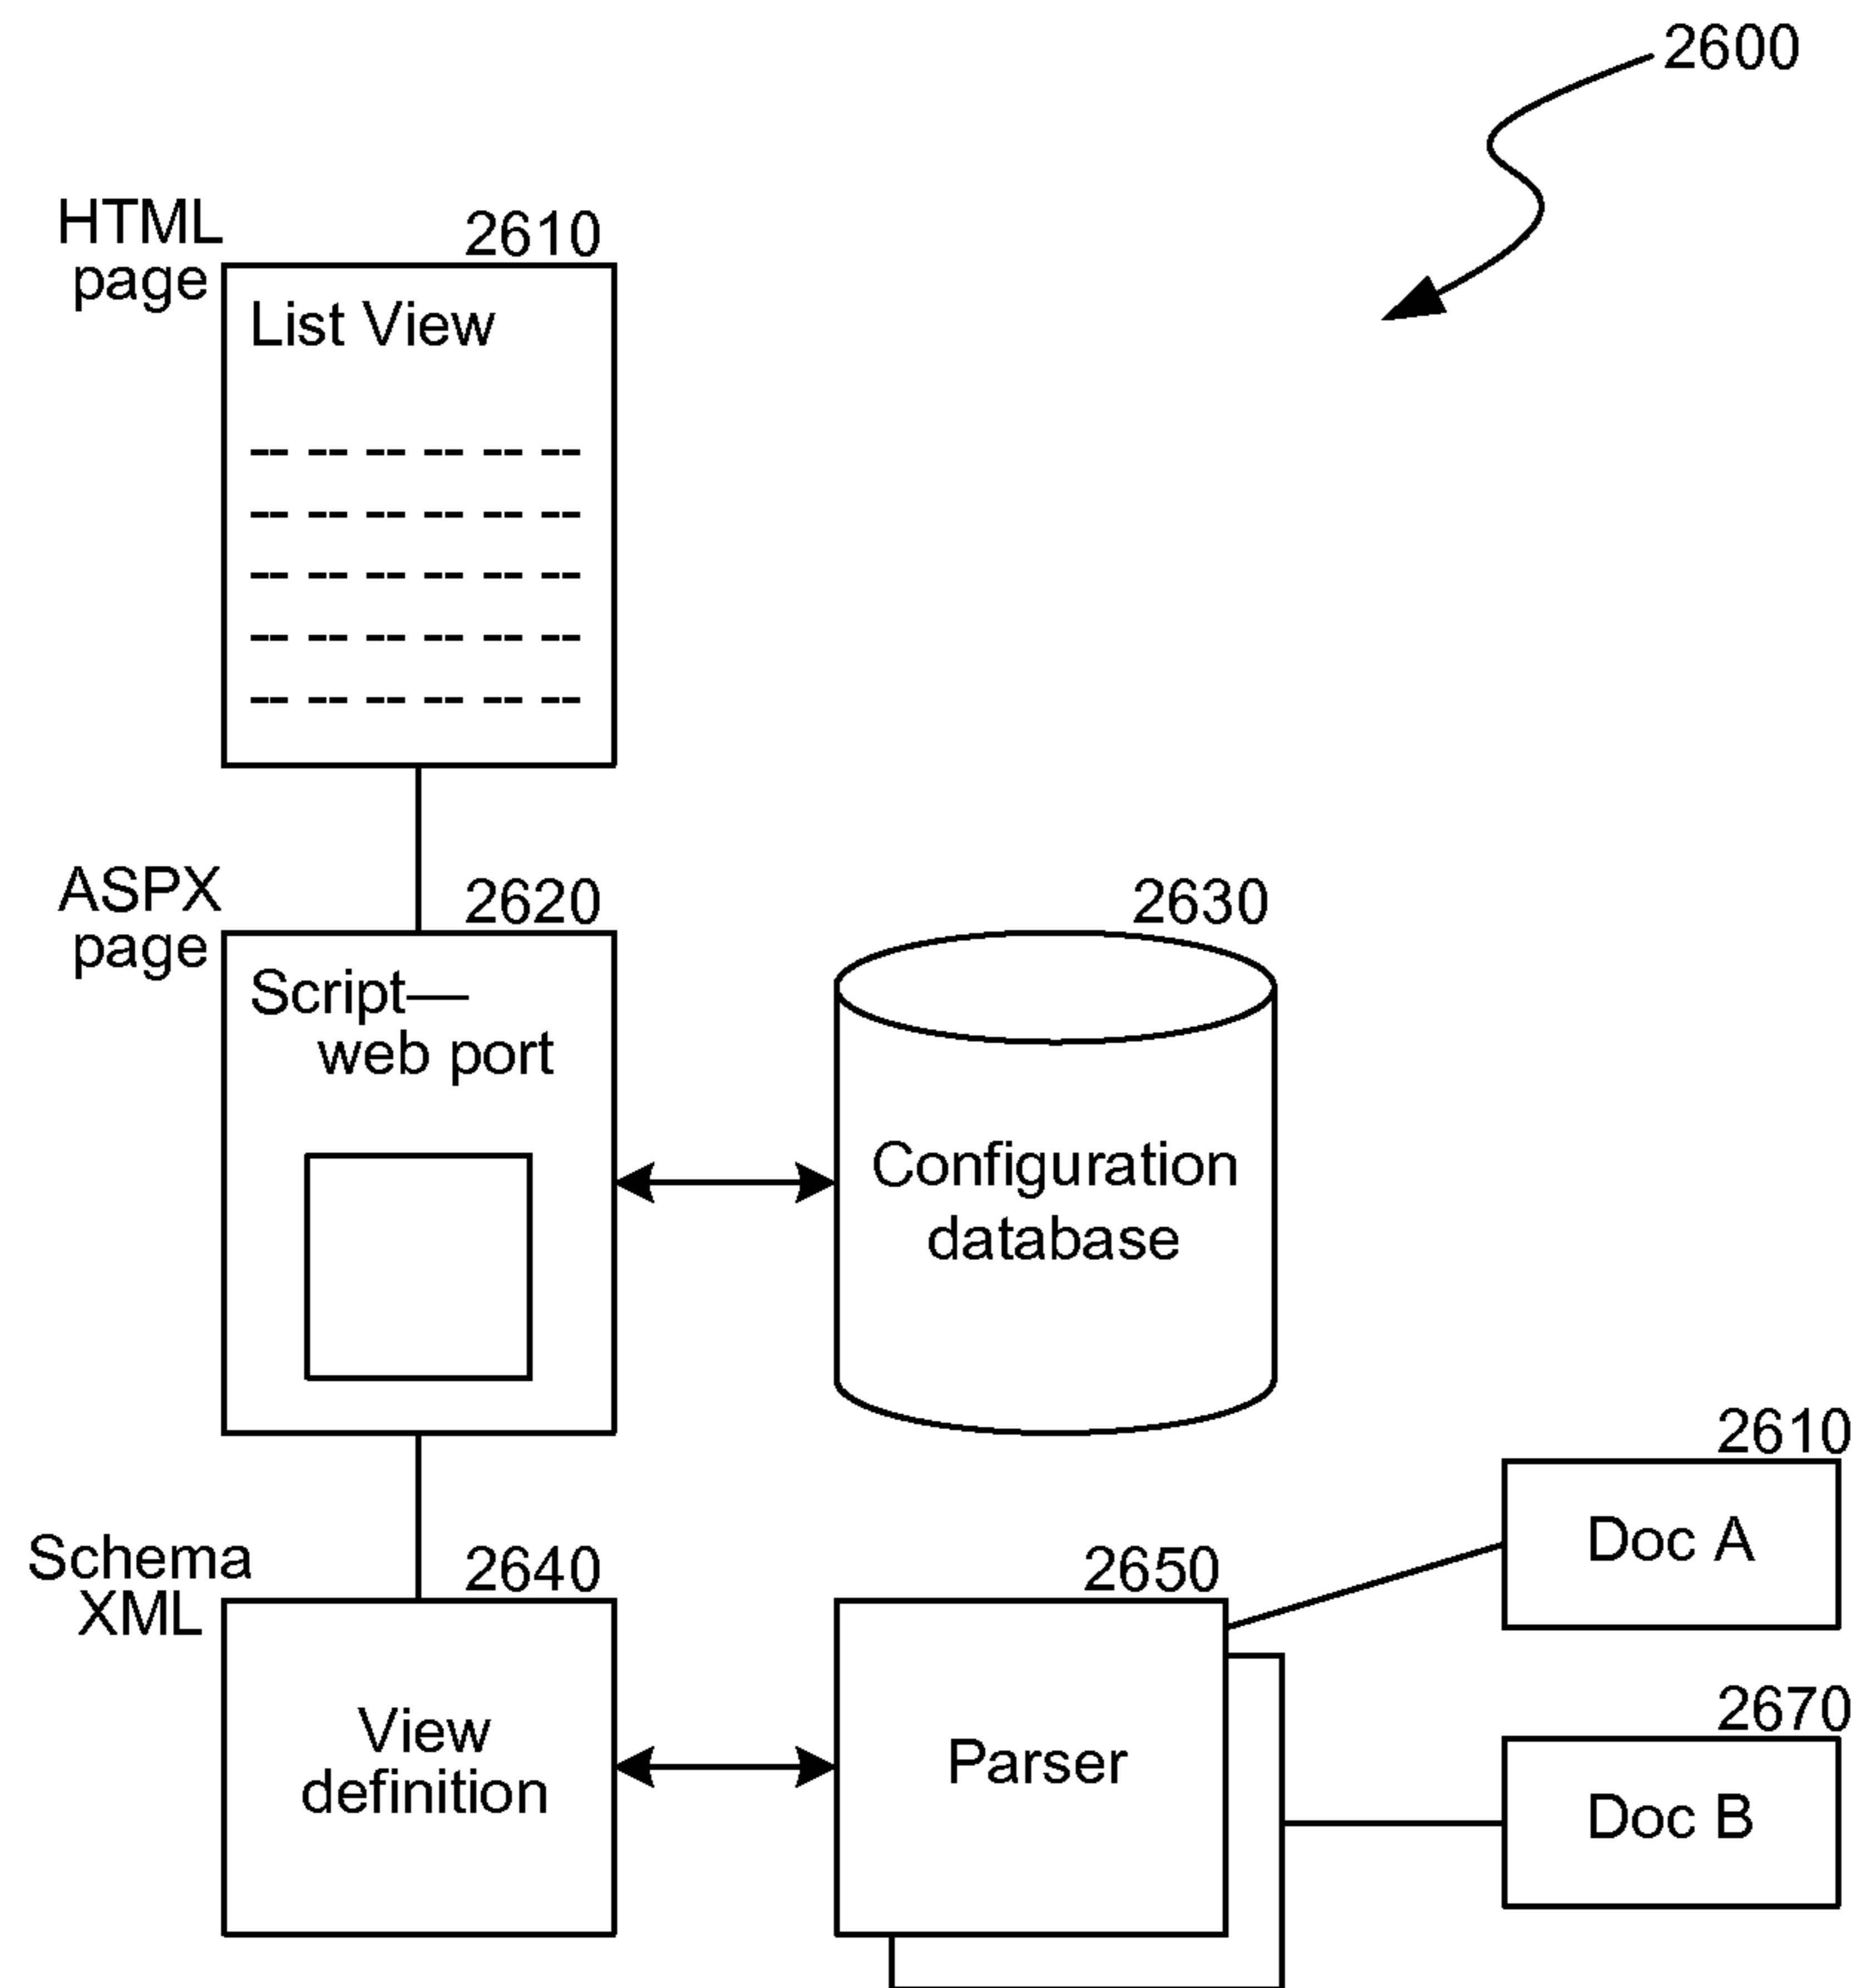 2600
HTML
page
2610
List View
ASPX
page
2620
Script—
web port
2630
Configuration
database
2610
Doc A
Schema
XML
2640
View
definition
2650
Parser
2670
Doc B